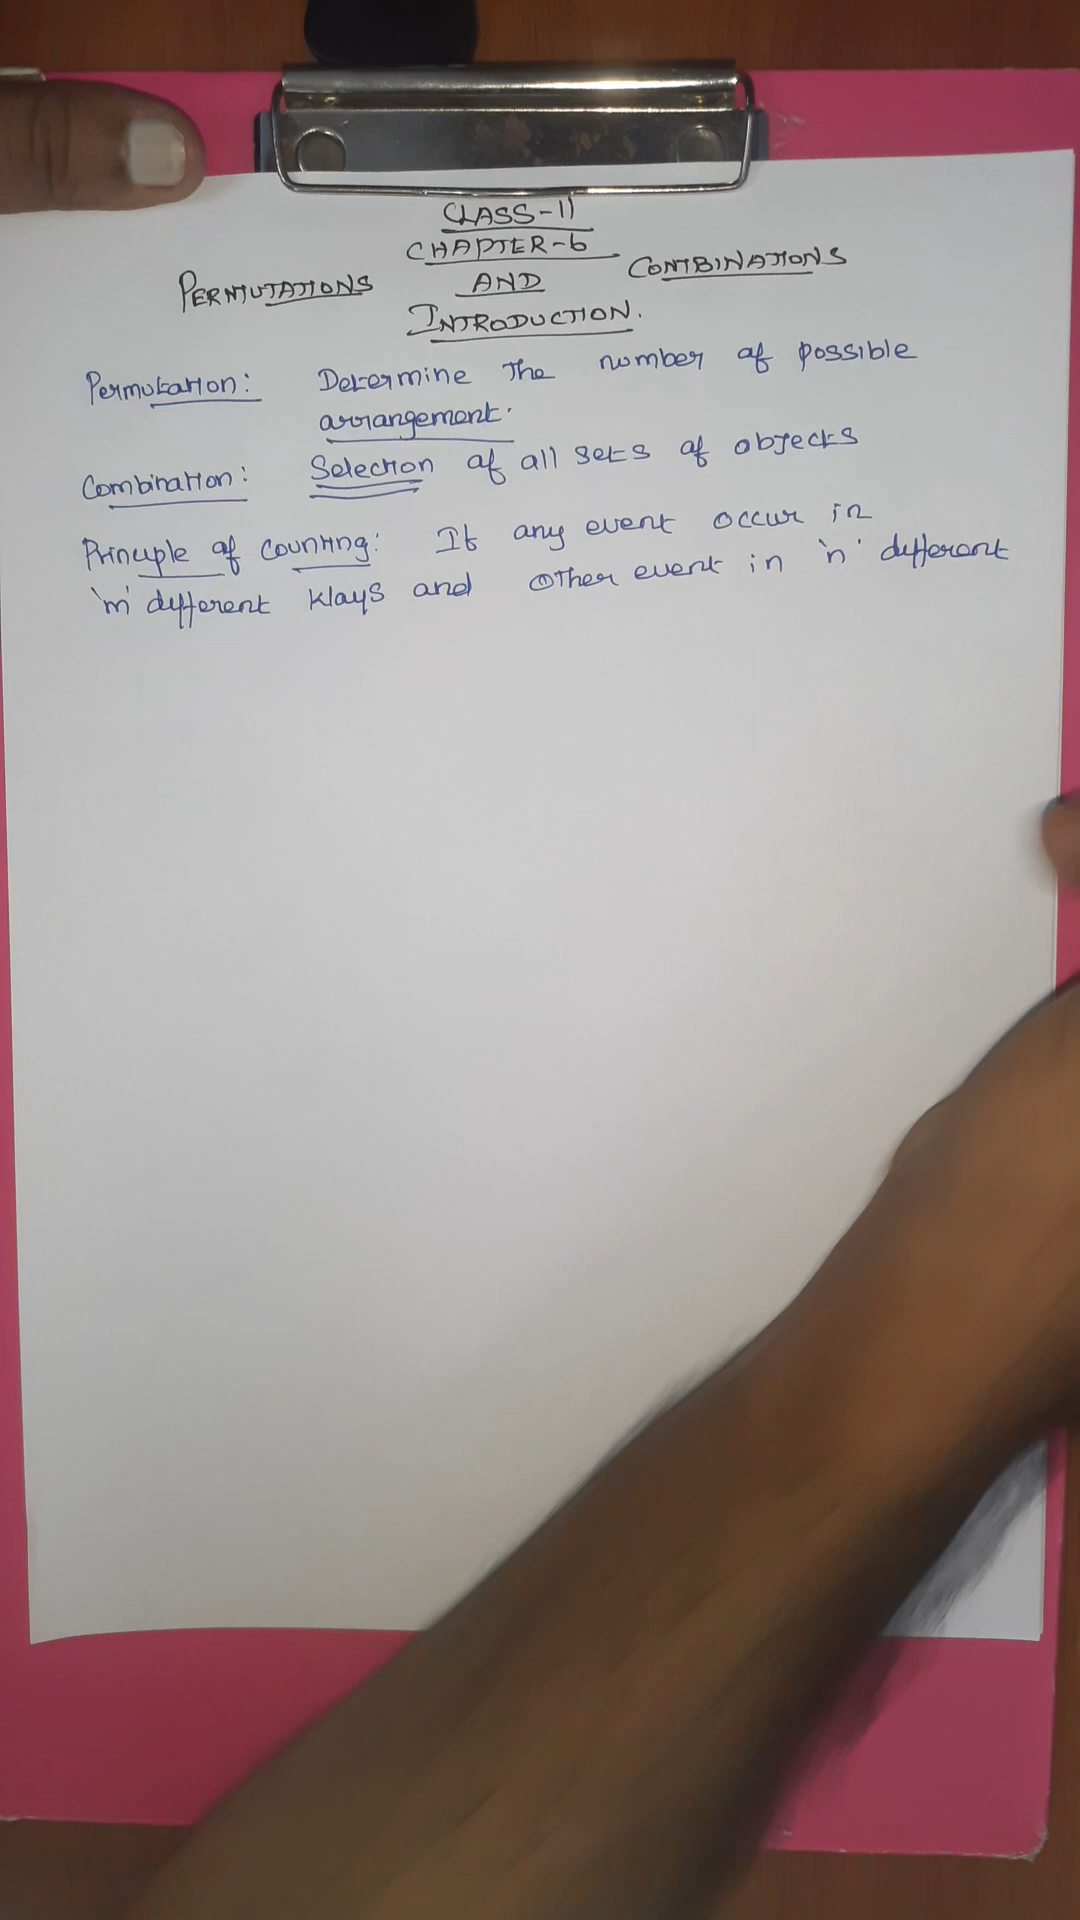 CLASS-11
CHAPTER-6
PERMUTATIONS AND COMBINATIONS
INTRODUCTION.
Permutation: Determine The number of possible
arrangement.
Combination: Selection of all sets of objects
Principle of Counting: If any event occur in
'm' different ways and other event in 'n' different